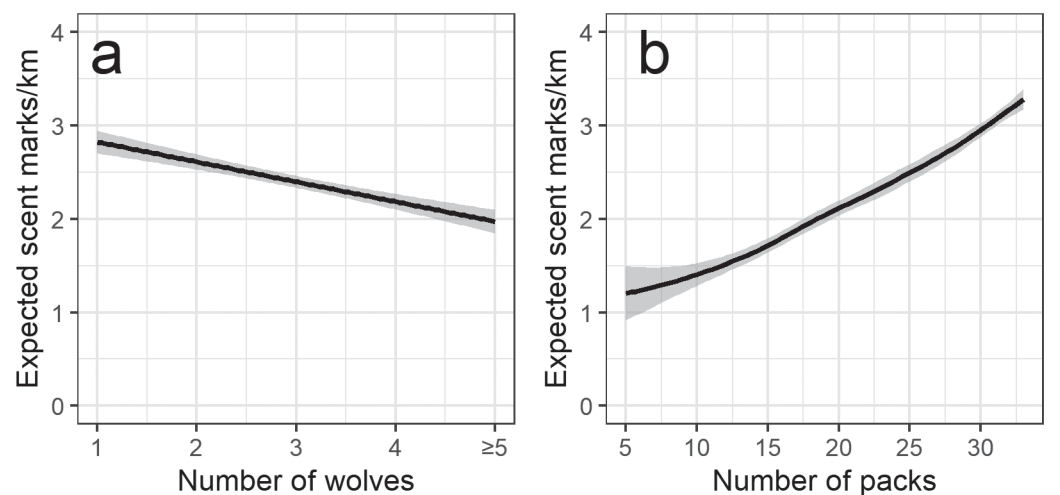 a
Expected scent marks/km
4
3
2
1
0
1 2 3 4 ≥5
Number of wolves
b
Expected scent marks/km
4
3
2
1
0
5 10 15 20 25 30
Number of packs